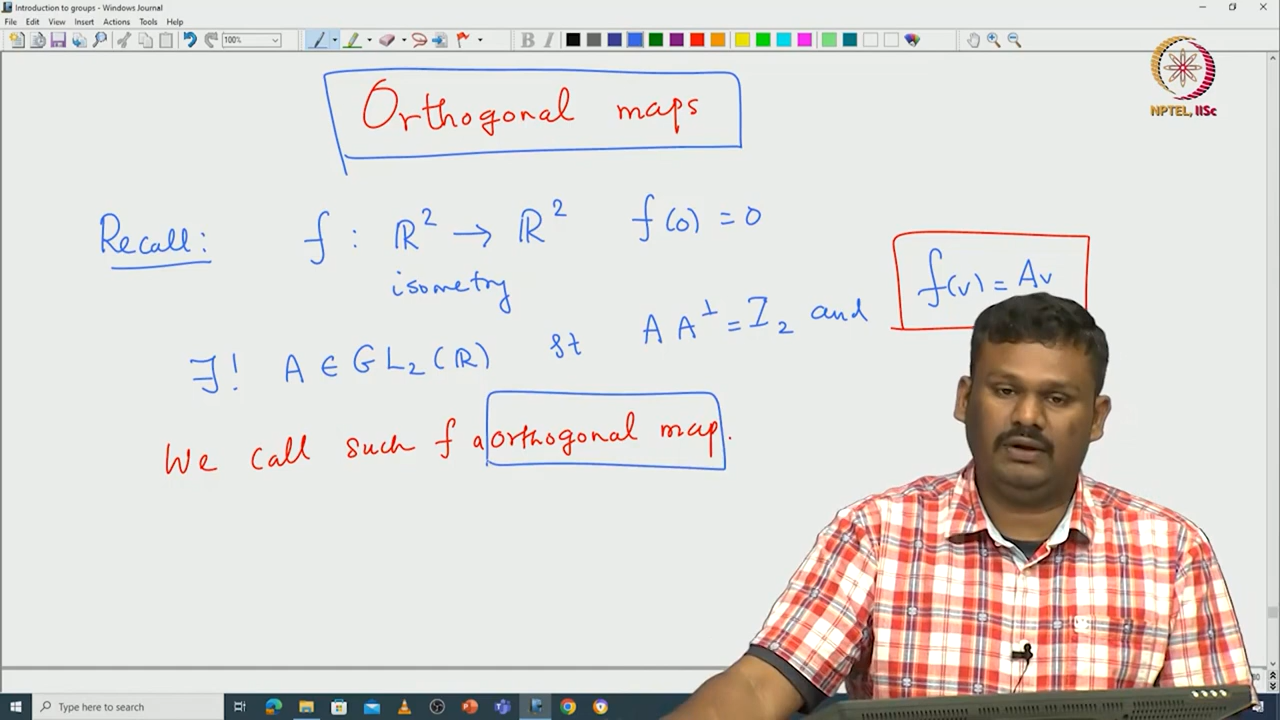 Introduction to groups - Windows Journal
File Edit View Insert Actions Tools Help
100%
B I
NPTEL, IISc
Orthogonal maps
Recall: f : ℝ² → ℝ² f(0) = 0
isometry
f(v) = Av
∃! A ∈ GL₂(ℝ) st A A^⊥ = I₂ and
We call such f a orthogonal map.
Type here to search